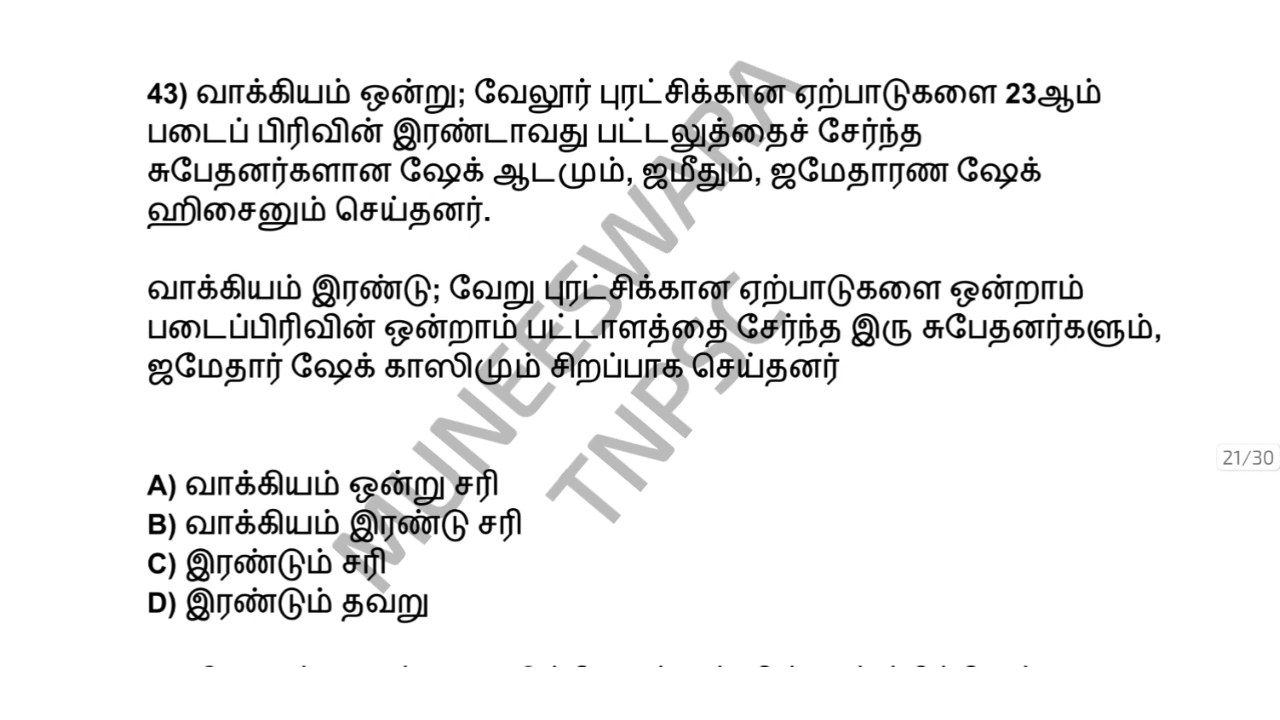 43) வாக்கியம் ஒன்று; வேலூர் புரட்சிக்கான ஏற்பாடுகளை 23ஆம்
படைப் பிரிவின் இரண்டாவது பட்டலுத்தைச் சேர்ந்த
சுபேதனர்களான ஷேக் ஆடமும், ஜமீதும், ஜமேதாரண ஷேக்
ஹிசைனும் செய்தனர்.
வாக்கியம் இரண்டு; வேறு புரட்சிக்கான ஏற்பாடுகளை ஒன்றாம்
படைப்பிரிவின் ஒன்றாம் பட்டாளத்தை சேர்ந்த இரு சுபேதனர்களும்,
ஜமேதார் ஷேக் காஸிமும் சிறப்பாக செய்தனர்
A) வாக்கியம் ஒன்று சரி
B) வாக்கியம் இரண்டு சரி
C) இரண்டும் சரி
D) இரண்டும் தவறு
MUNEESWARA
TNPSC
21/30